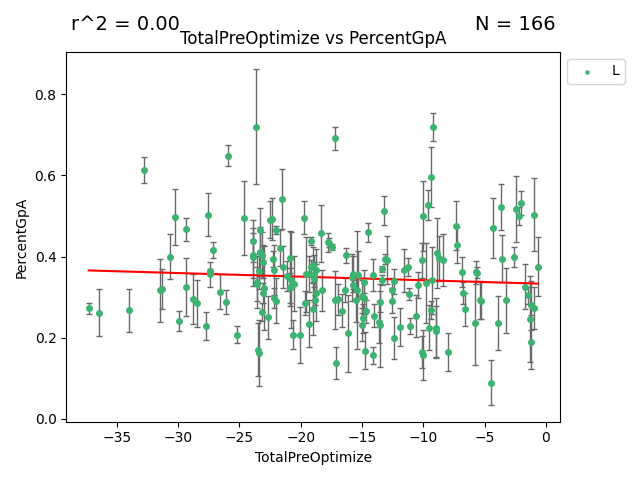 r^2 = 0.00
N = 166
TotalPreOptimize vs PercentGpA
L
PercentGpA
0.8
0.6
0.4
0.2
0.0
−35
−30
−25
−20
−15
−10
−5
0
TotalPreOptimize